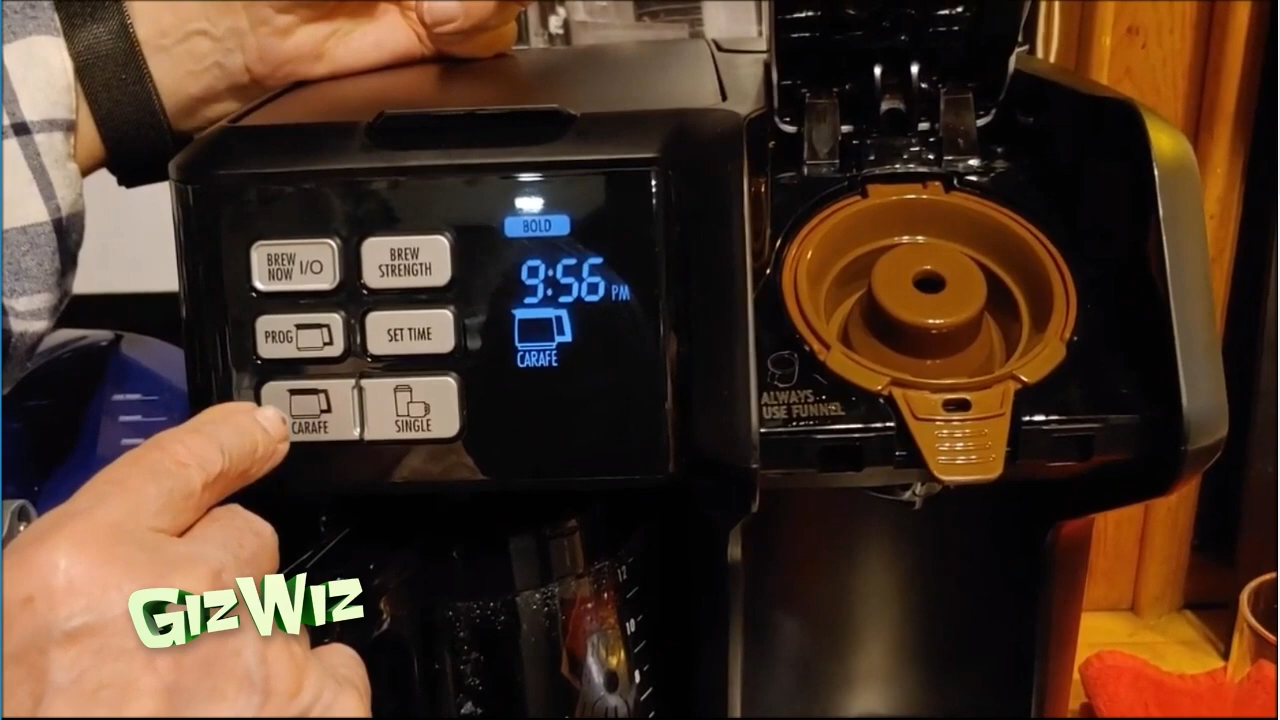 BOLD
BREW
NOW I/O
BREW
STRENGTH
9:56 PM
PROG
SET TIME
CARAFE
CARAFE
SINGLE
ALWAYS
USE FUNNEL
12
10
GIZWIZ